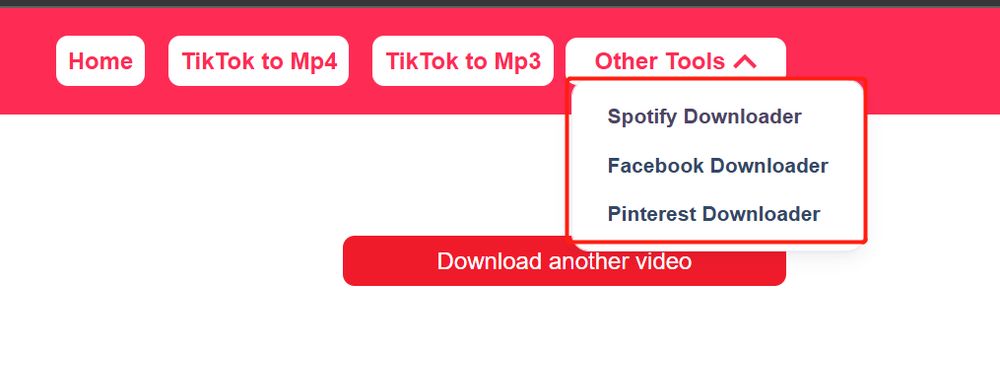 Home TikTok to Mp4 TikTok to Mp3 Other Tools
Spotify Downloader
Facebook Downloader
Pinterest Downloader
Download another video